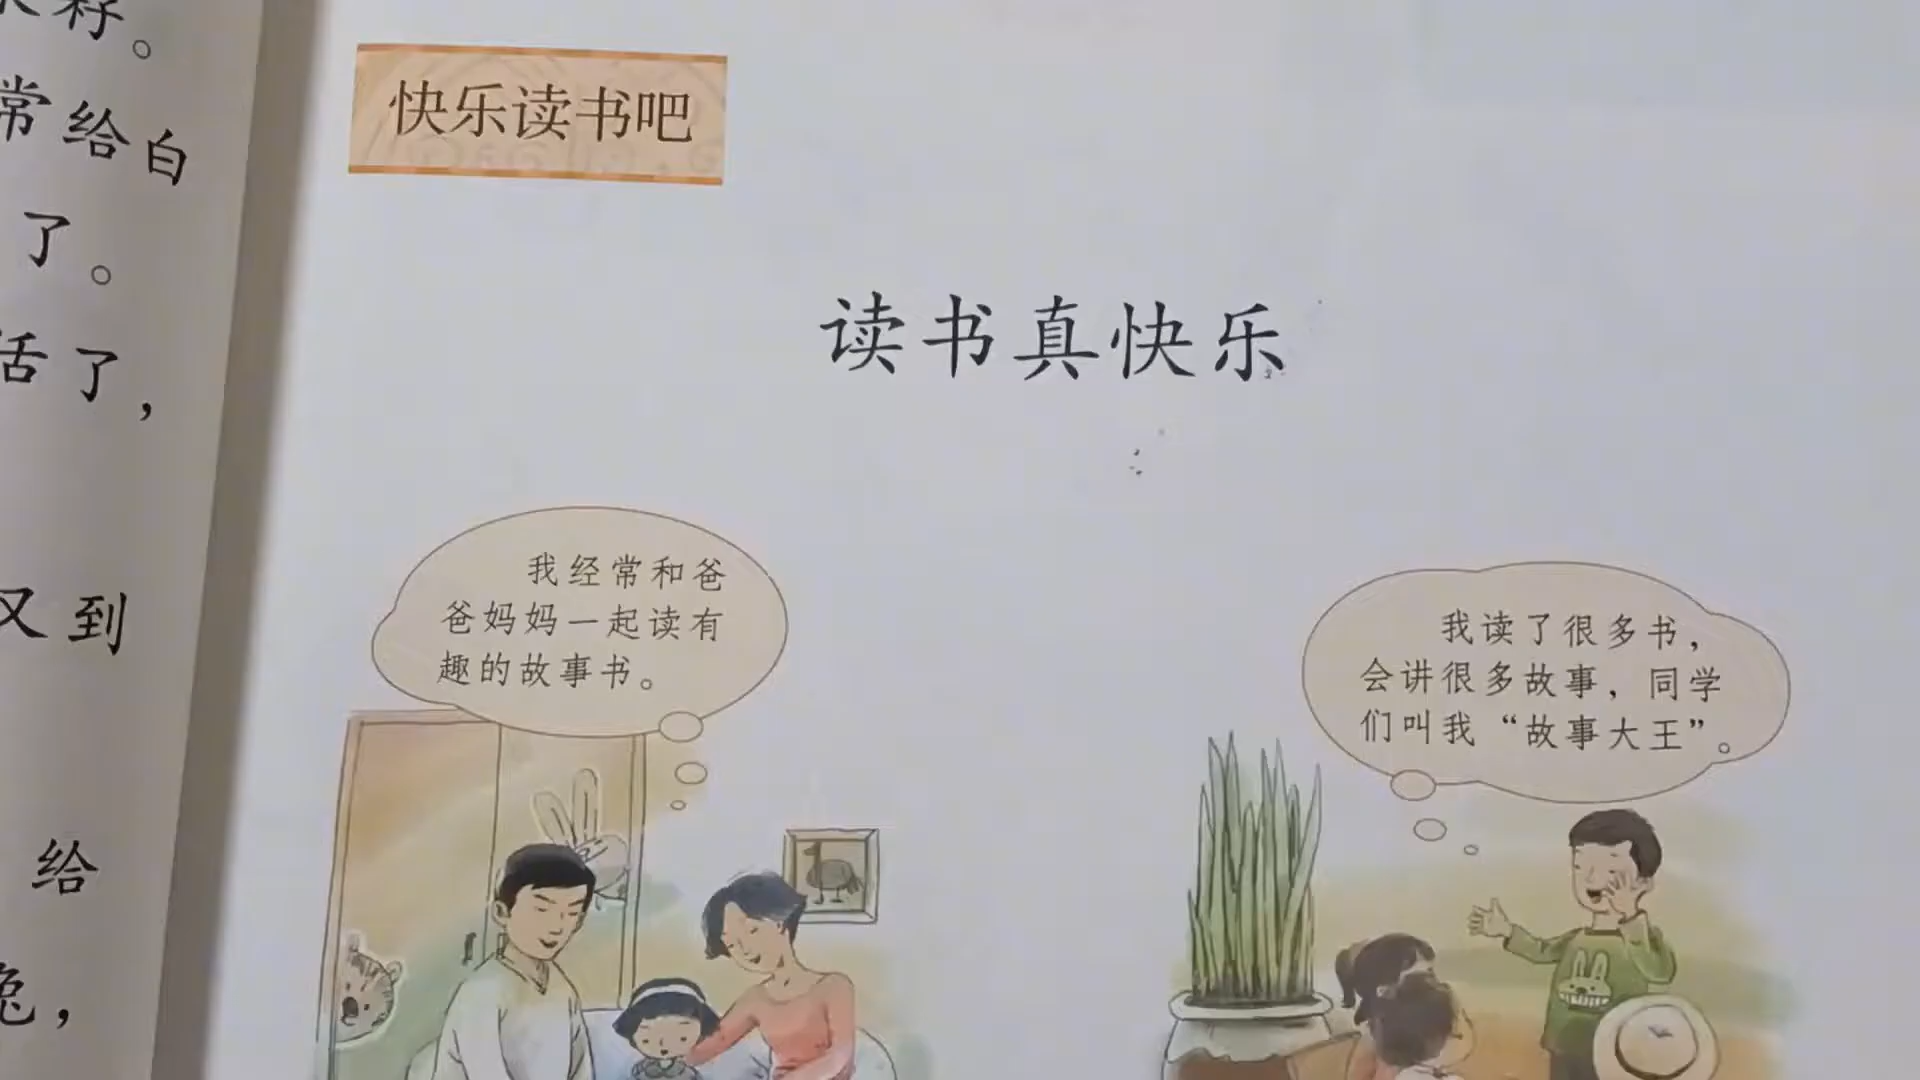 常给白
了。
活了，
又到
给
兔，
快乐读书吧
读书真快乐
我经常和爸
爸妈妈一起读有
趣的故事书。
我读了很多书，
会讲很多故事，同学
们叫我“故事大王”。